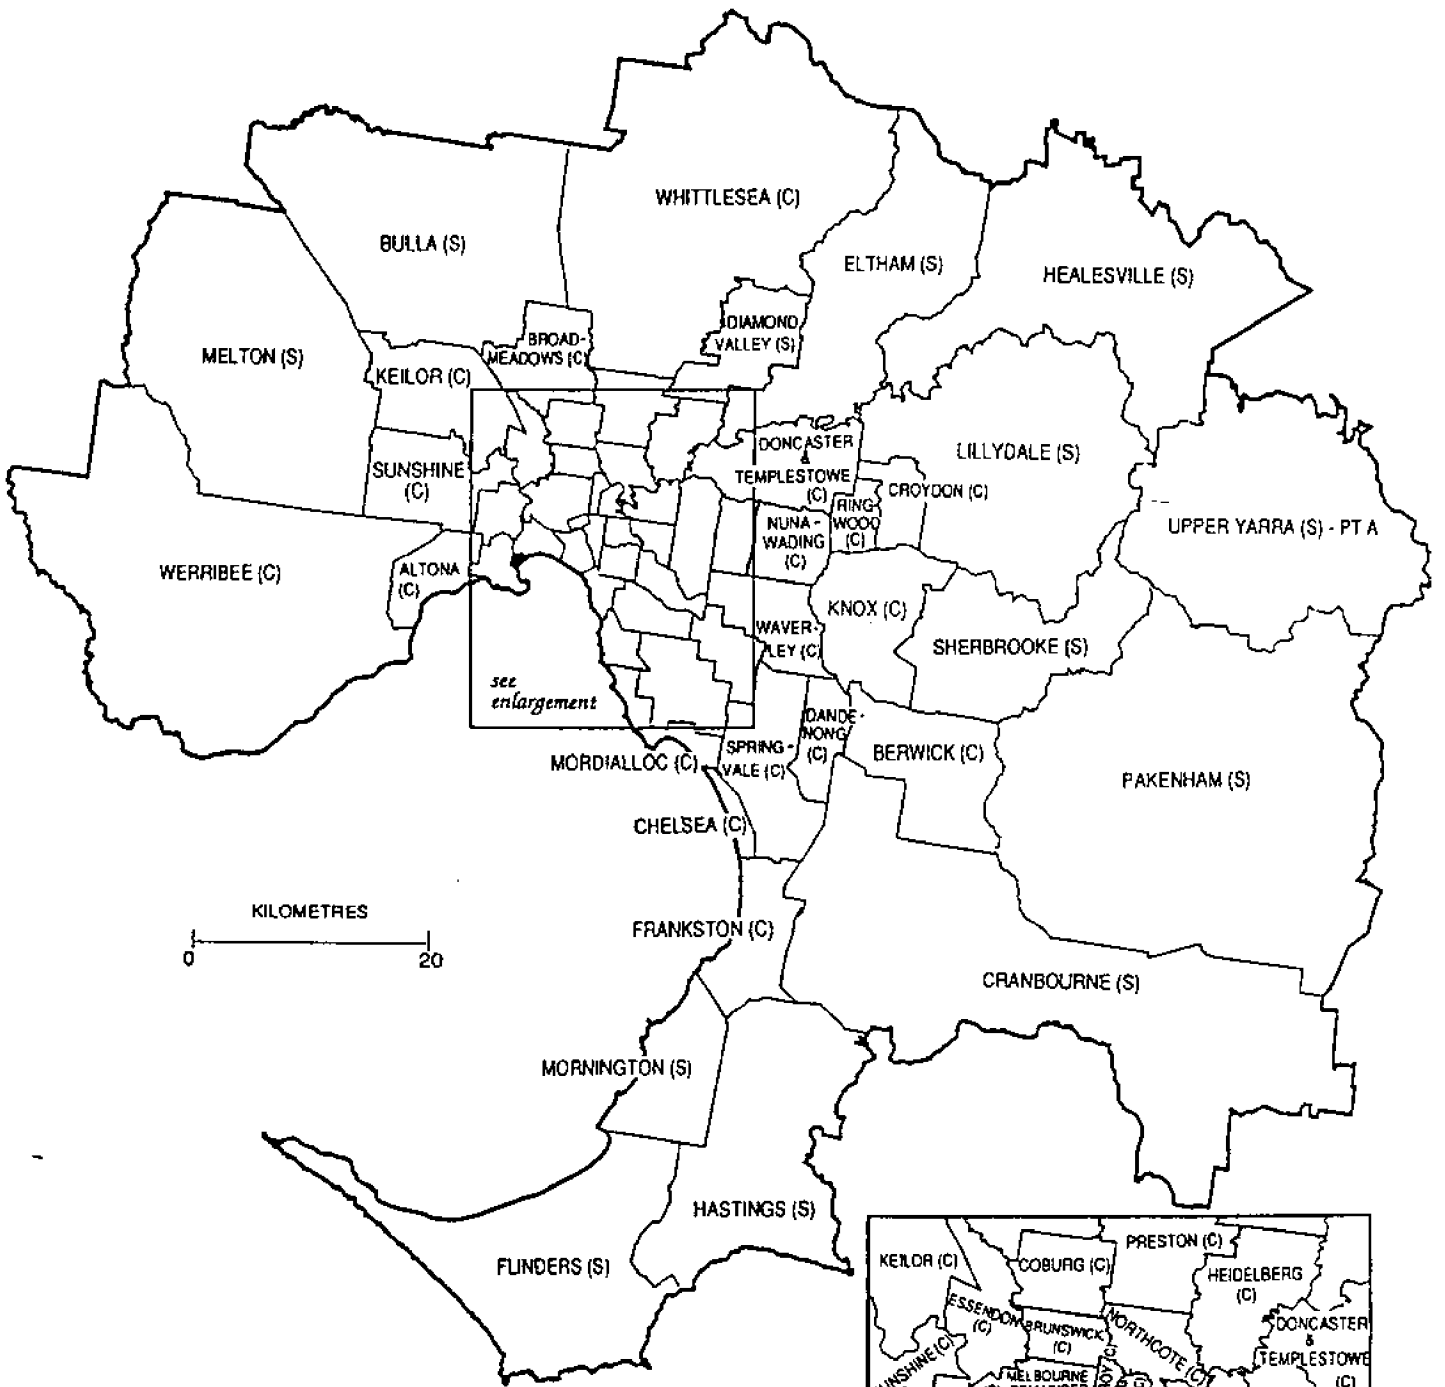 WHITTLESEA (C)
BULLA (S)
ELTHAM (S)
HEALESVILLE (S)
DIAMOND
VALLEY (S)
BROAD-
MEADOWS (C)
MELTON (S)
KEILOR (C)
DONCASTER
&
TEMPLESTOWE
(C)
LILLYDALE (S)
SUNSHINE
(C)
CROYDON (C)
RING-
WOOD
(C)
NUNA-
WADING
(C)
UPPER YARRA (S) - PT A
WERRIBEE (C)
ALTONA
(C)
KNOX (C)
WAVER-
LEY (C)
SHERBROOKE (S)
see
enlargement
DANDE-
NONG
(C)
SPRING-
VALE (C)
BERWICK (C)
MORDIALLOC (C)
PAKENHAM (S)
CHELSEA (C)
KILOMETRES
0 20
FRANKSTON (C)
CRANBOURNE (S)
MORNINGTON (S)
HASTINGS (S)
FLINDERS (S)
KEILOR (C)
COBURG (C)
PRESTON (C)
HEIDELBERG
(C)
ESSENDON
(C)
BRUNSWICK
(C)
NORTHCOTE (C)
DONCASTER
&
TEMPLESTOWE
(C)
MELBOURNE